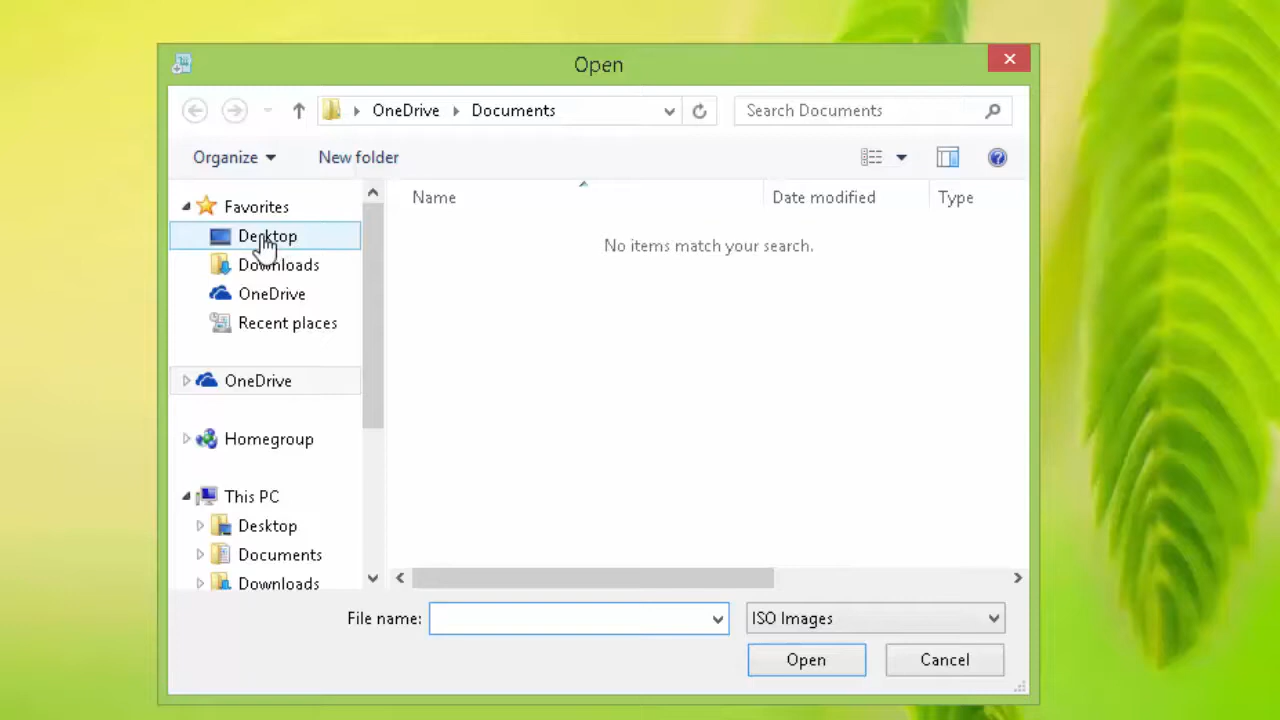 Open
OneDrive Documents
Search Documents
Organize
New folder
Favorites
Desktop
Downloads
OneDrive
Recent places
OneDrive
Homegroup
This PC
Desktop
Documents
Downloads
Name
Date modified
Type
No items match your search.
File name:
ISO Images
Open
Cancel